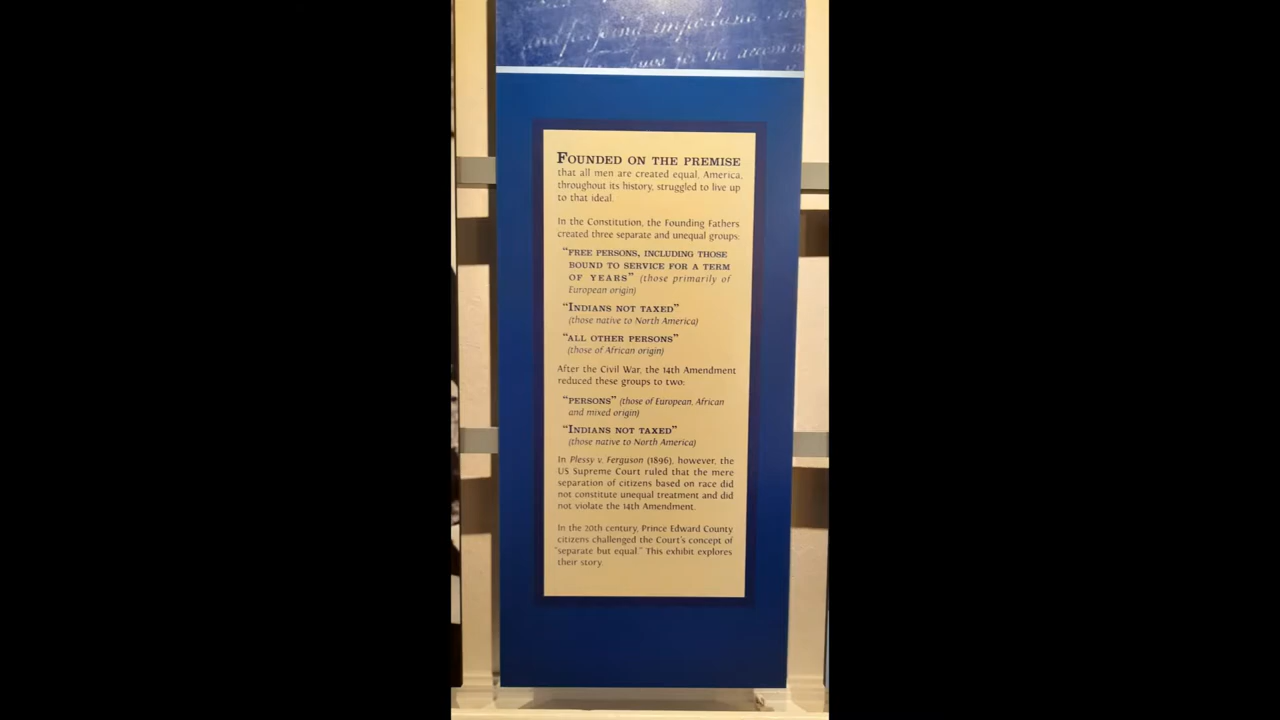 and seafaring important
for the accom
FOUNDED ON THE PREMISE
that all men are created equal, America,
throughout its history, struggled to live up
to that ideal.
In the Constitution, the Founding Fathers
created three separate and unequal groups:
"FREE PERSONS, INCLUDING THOSE
BOUND TO SERVICE FOR A TERM
OF YEARS" (those primarily of
European origin)
"INDIANS NOT TAXED"
(those native to North America)
"ALL OTHER PERSONS"
(those of African origin)
After the Civil War, the 14th Amendment
reduced these groups to two:
"PERSONS" (those of European, African
and mixed origin)
"INDIANS NOT TAXED"
(those native to North America)
In Plessy v. Ferguson (1896), however, the
US Supreme Court ruled that the mere
separation of citizens based on race did
not constitute unequal treatment and did
not violate the 14th Amendment.
In the 20th century, Prince Edward County
citizens challenged the Court's concept of
"separate but equal." This exhibit explores
their story.